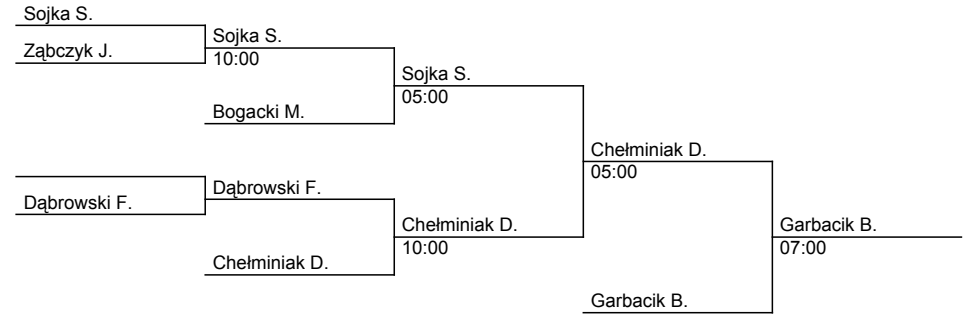 Sojka S.
Ząbczyk J.
Sojka S.
10:00
Bogacki M.
Sojka S.
05:00
Dąbrowski F.
Dąbrowski F.
Chełminiak D.
Chełminiak D.
10:00
Chełminiak D.
05:00
Garbacik B.
Garbacik B.
07:00